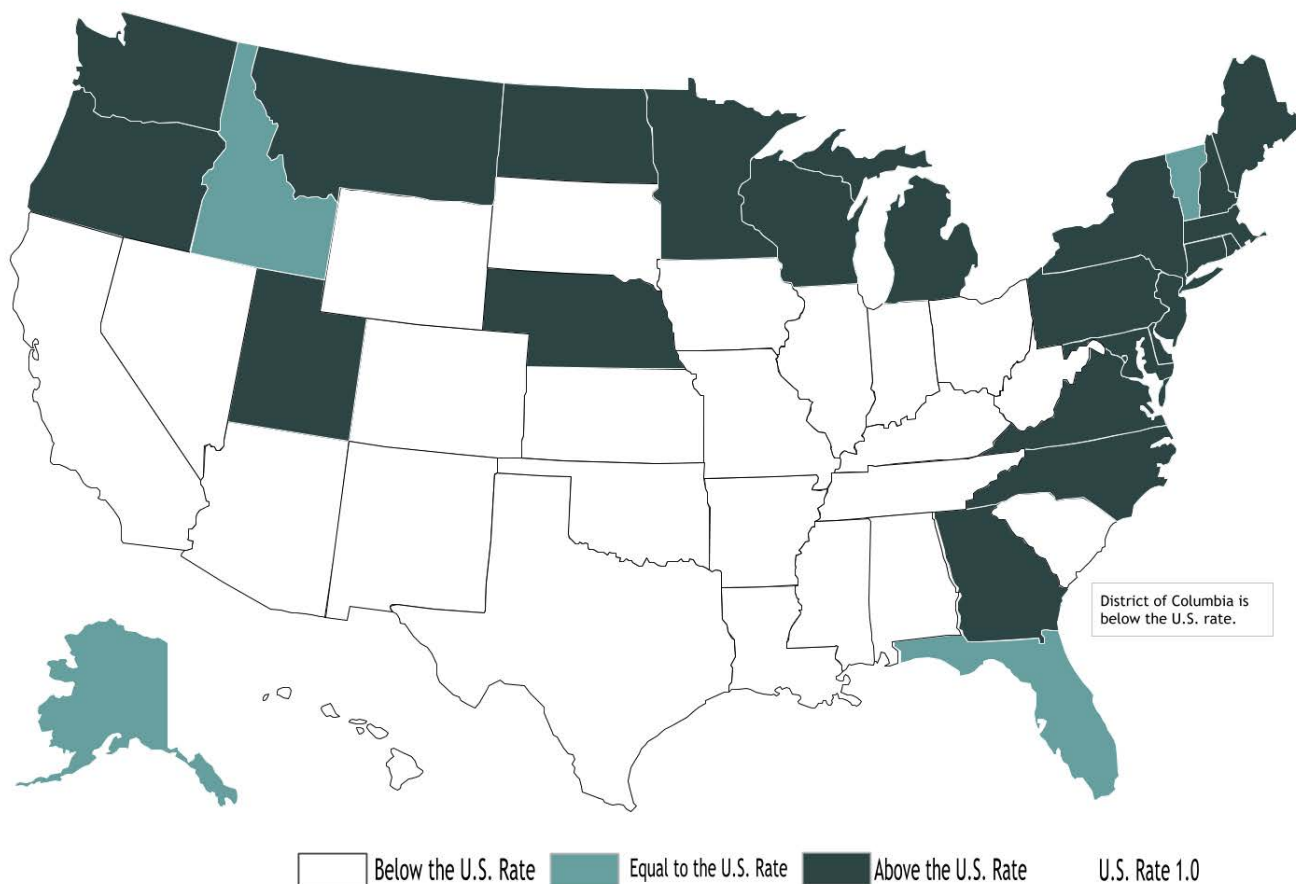 District of Columbia is
below the U.S. rate.
Below the U.S. Rate
Equal to the U.S. Rate
Above the U.S. Rate
U.S. Rate 1.0